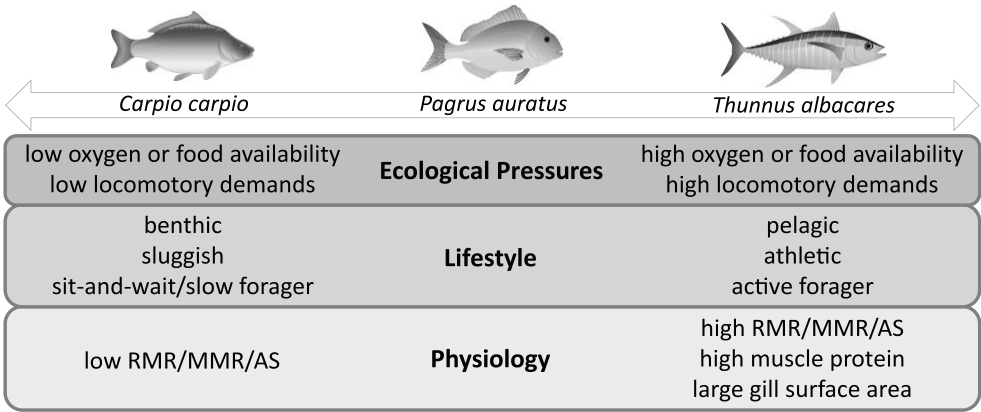 Carpio carpio
Pagrus auratus
Thunnus albacares
low oxygen or food availability
low locomotory demands
Ecological Pressures
high oxygen or food availability
high locomotory demands
benthic
sluggish
sit-and-wait/slow forager
Lifestyle
pelagic
athletic
active forager
low RMR/MMR/AS
Physiology
high RMR/MMR/AS
high muscle protein
large gill surface area